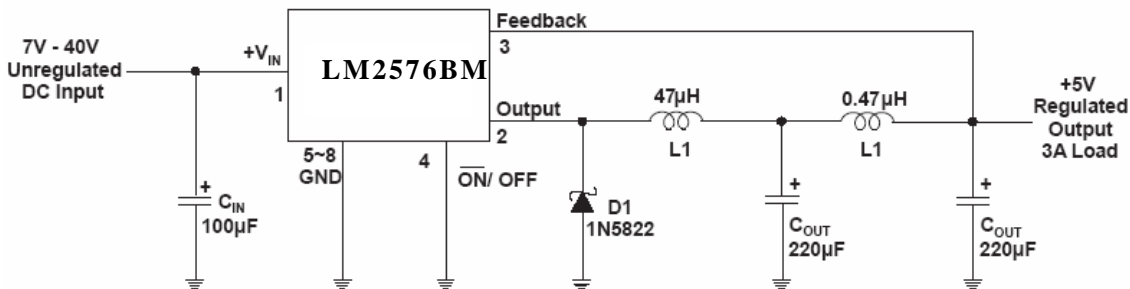 7V - 40V
Unregulated
DC Input
+VIN
1
LM2576BM
Feedback
3
Output
2
5~8
GND
4
ON/ OFF
CIN
100µF
D1
1N5822
47µH
L1
0.47µH
L1
COUT
220µF
COUT
220µF
+5V
Regulated
Output
3A Load
+
+
+